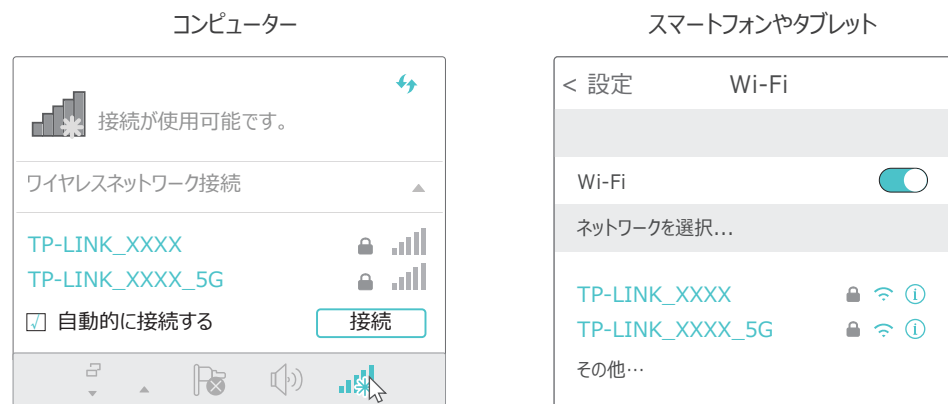 コンピューター
接続が使用可能です。
ワイヤレスネットワーク接続
TP-LINK_XXXX
TP-LINK_XXXX_5G
自動的に接続する
接続
スマートフォンやタブレット
< 設定 Wi-Fi
Wi-Fi
ネットワークを選択...
TP-LINK_XXXX
TP-LINK_XXXX_5G
その他…